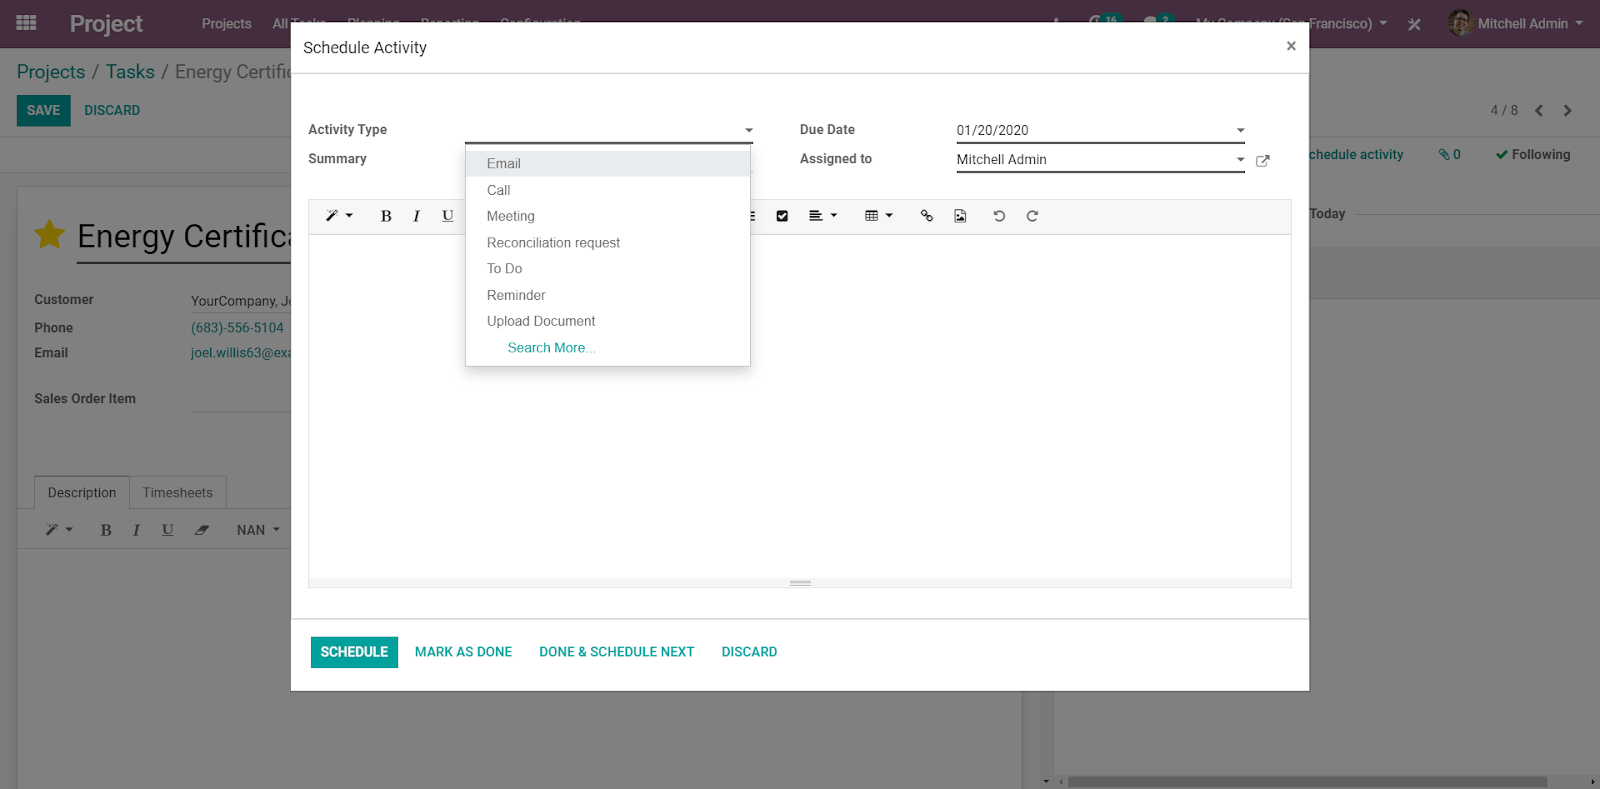 Project
Projects All Tasks Planning Reporting Configuration
16
2
My Company (San Francisco)
Mitchell Admin
Projects / Tasks / Energy Certific
SAVE
DISCARD
4 / 8
Schedule Activity
×
Activity Type
Due Date
01/20/2020
Summary
Assigned to
Mitchell Admin
Email
Call
Meeting
Reconciliation request
To Do
Reminder
Upload Document
Search More...
B I U
SCHEDULE
MARK AS DONE
DONE & SCHEDULE NEXT
DISCARD
chedule activity
0
Following
Today
Energy Certifica
Customer
YourCompany, Jo
Phone
(683)-556-5104
Email
joel.willis63@exa
Sales Order Item
Description
Timesheets
B I U
NAN